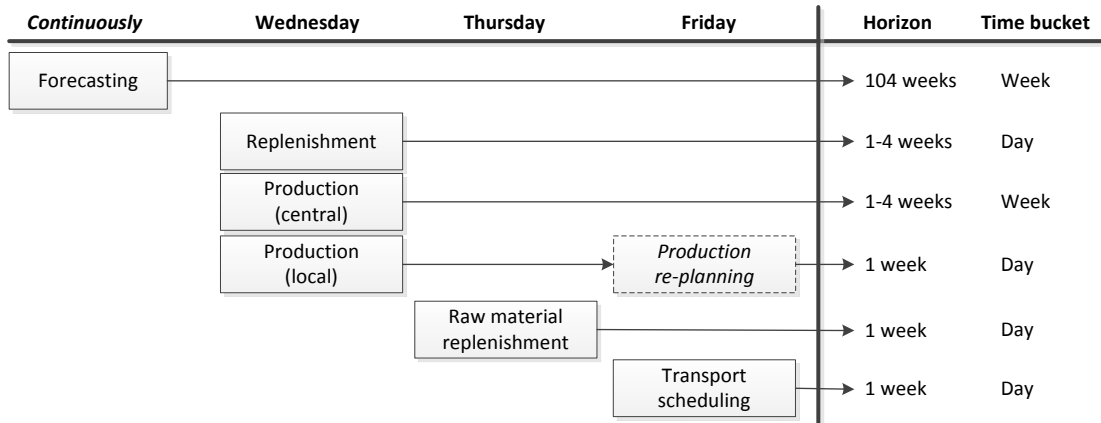 Continuously Wednesday Thursday Friday Horizon Time bucket
Forecasting 104 weeks Week
Replenishment 1-4 weeks Day
Production
(central) 1-4 weeks Week
Production
(local) Production
re-planning 1 week Day
Raw material
replenishment 1 week Day
Transport
scheduling 1 week Day